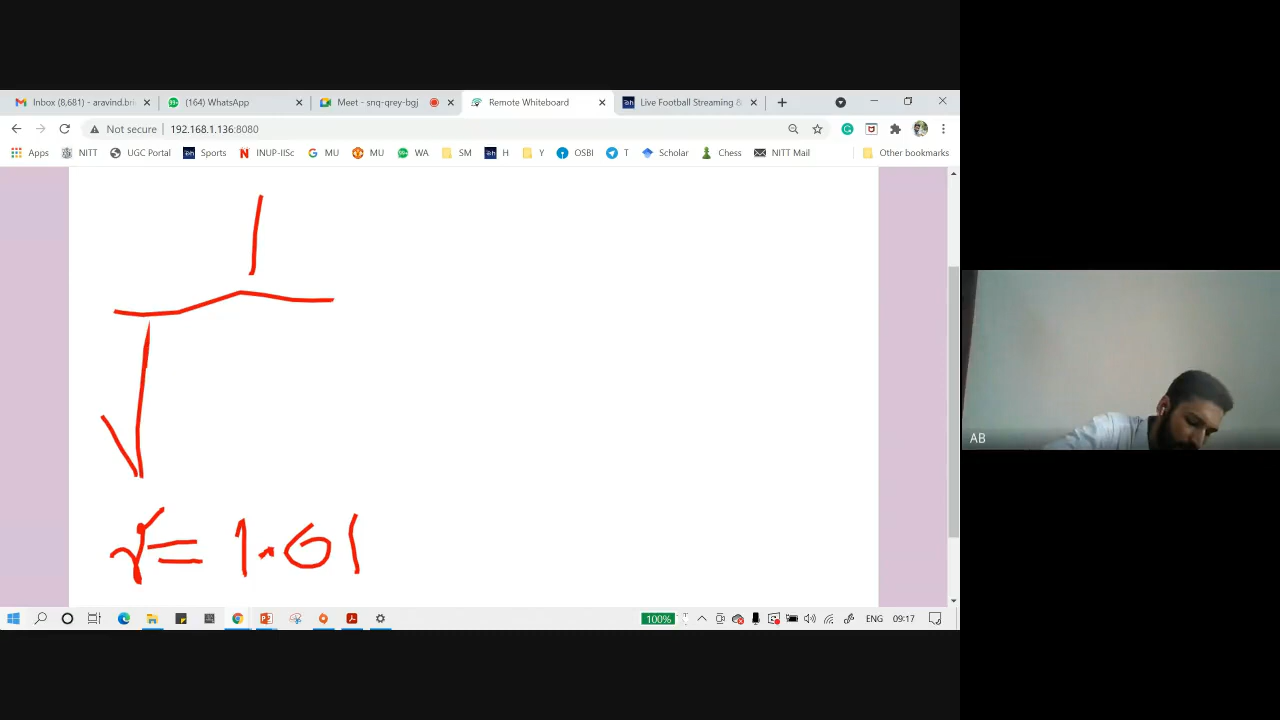 Inbox (8,681) - aravind.bri
(164) WhatsApp
Meet - snq-qrey-bgj
Remote Whiteboard
Live Football Streaming &
Not secure
192.168.1.136:8080
Apps
NITT
UGC Portal
Sports
INUP-IISc
MU
MU
WA
SM
H
Y
OSBI
T
Scholar
Chess
NITT Mail
Other bookmarks
1
√
γ = 1.61
AB
100%
ENG
09:17